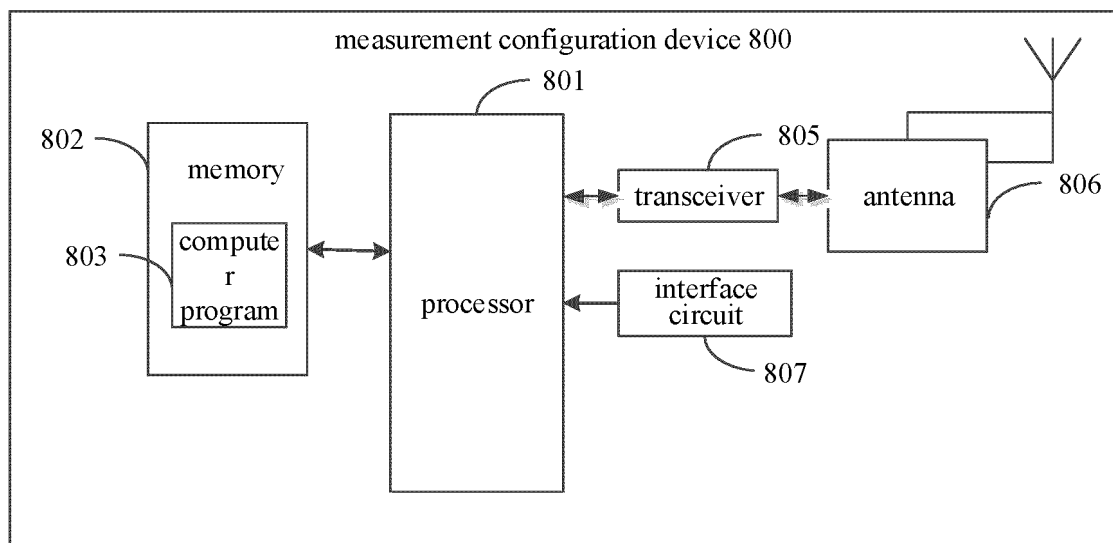 measurement configuration device 800
801
802
memory
805
transceiver
antenna
806
803
compute
r
program
processor
interface
circuit
807